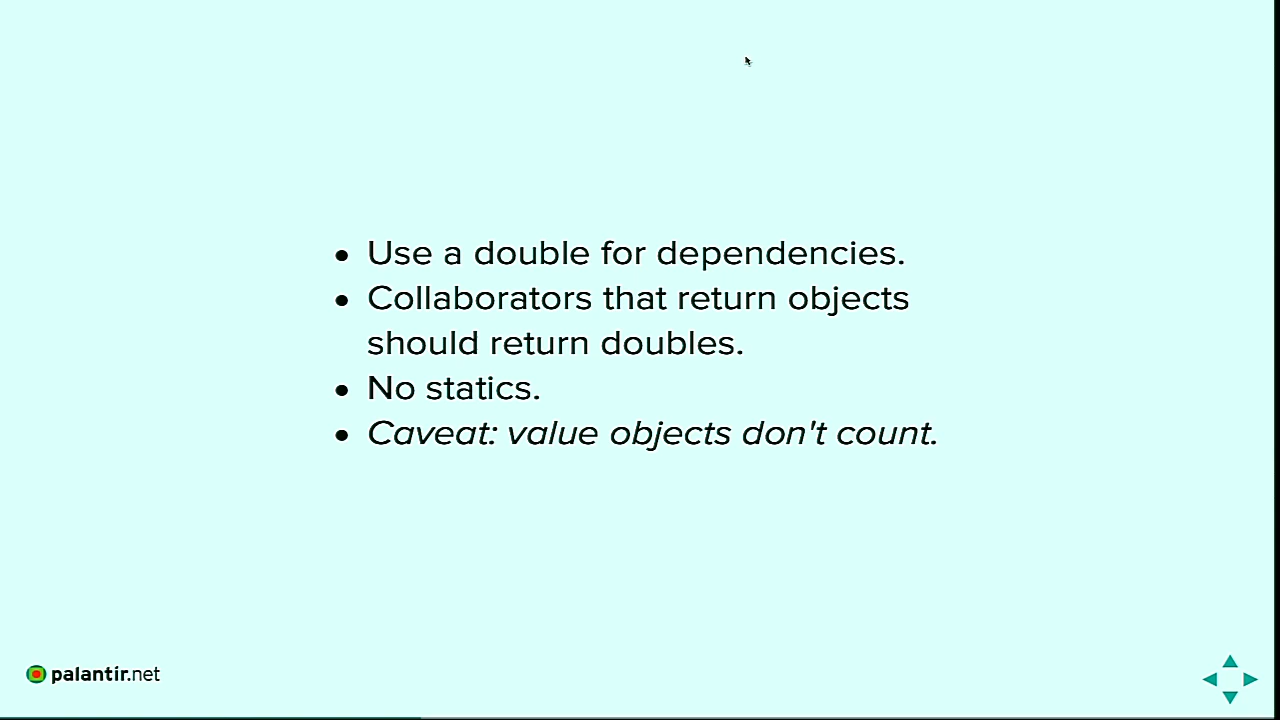 Use a double for dependencies.
Collaborators that return objects
should return doubles.
No statics.
Caveat: value objects don't count.
palantir.net